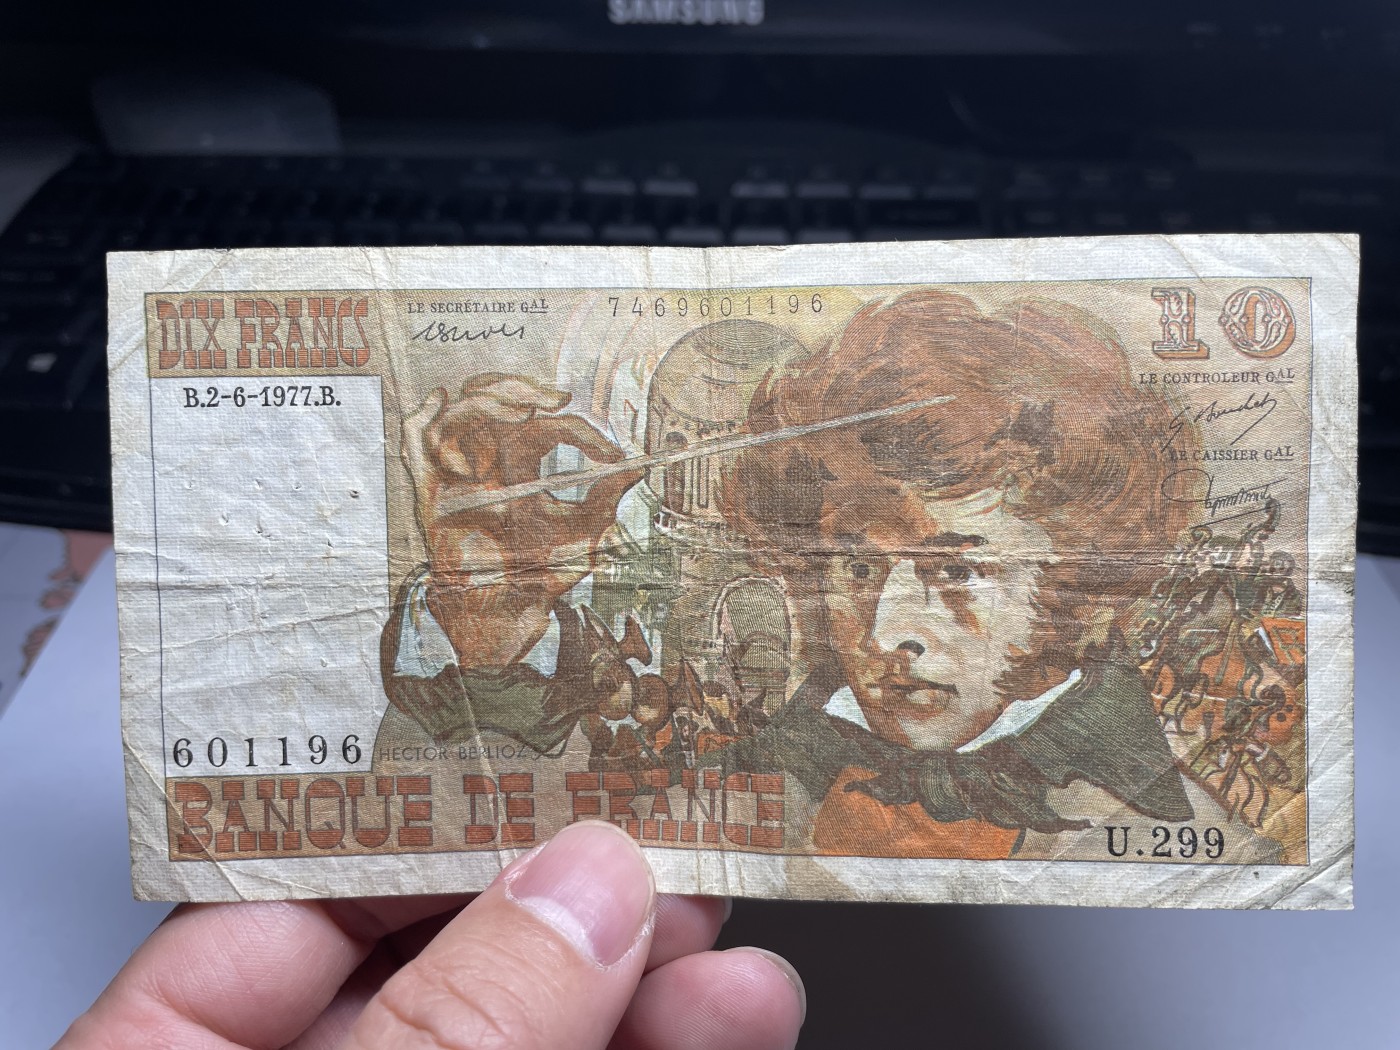 SAMSUNG
DIX FRANCS
LE SECRÉTAIRE GAL
7469601196
10
B.2-6-1977.B.
LE CONTROLEUR GAL
LE CAISSIER GAL
601196
HECTOR BERLIOZ
BANQUE DE FRANCE
U.299